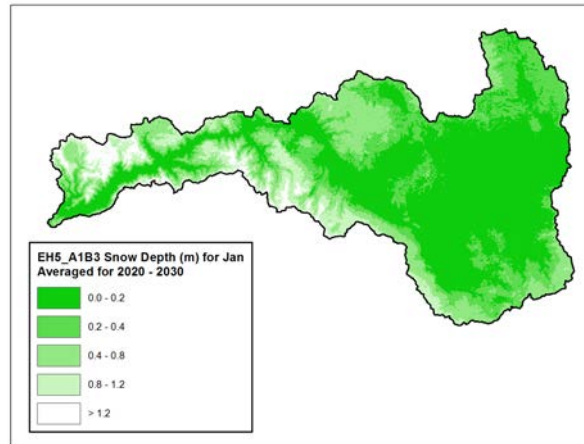 EH5_A1B3 Snow Depth (m) for Jan
Averaged for 2020 - 2030
0.0 - 0.2
0.2 - 0.4
0.4 - 0.8
0.8 - 1.2
> 1.2